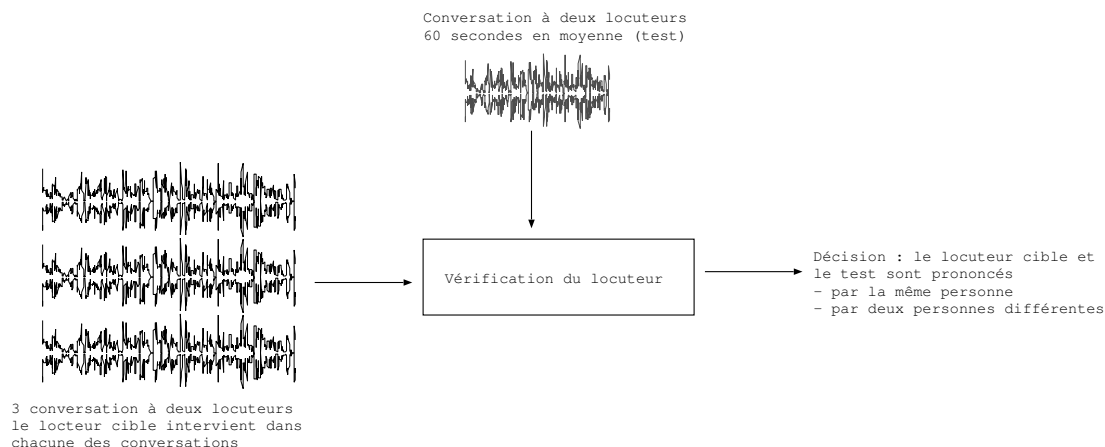 Conversation à deux locuteurs
60 secondes en moyenne (test)
Vérification du locuteur
Décision : le locuteur cible et
le test sont prononcés
- par la même personne
- par deux personnes différentes
3 conversation à deux locuteurs
le locteur cible intervient dans
chacune des conversations